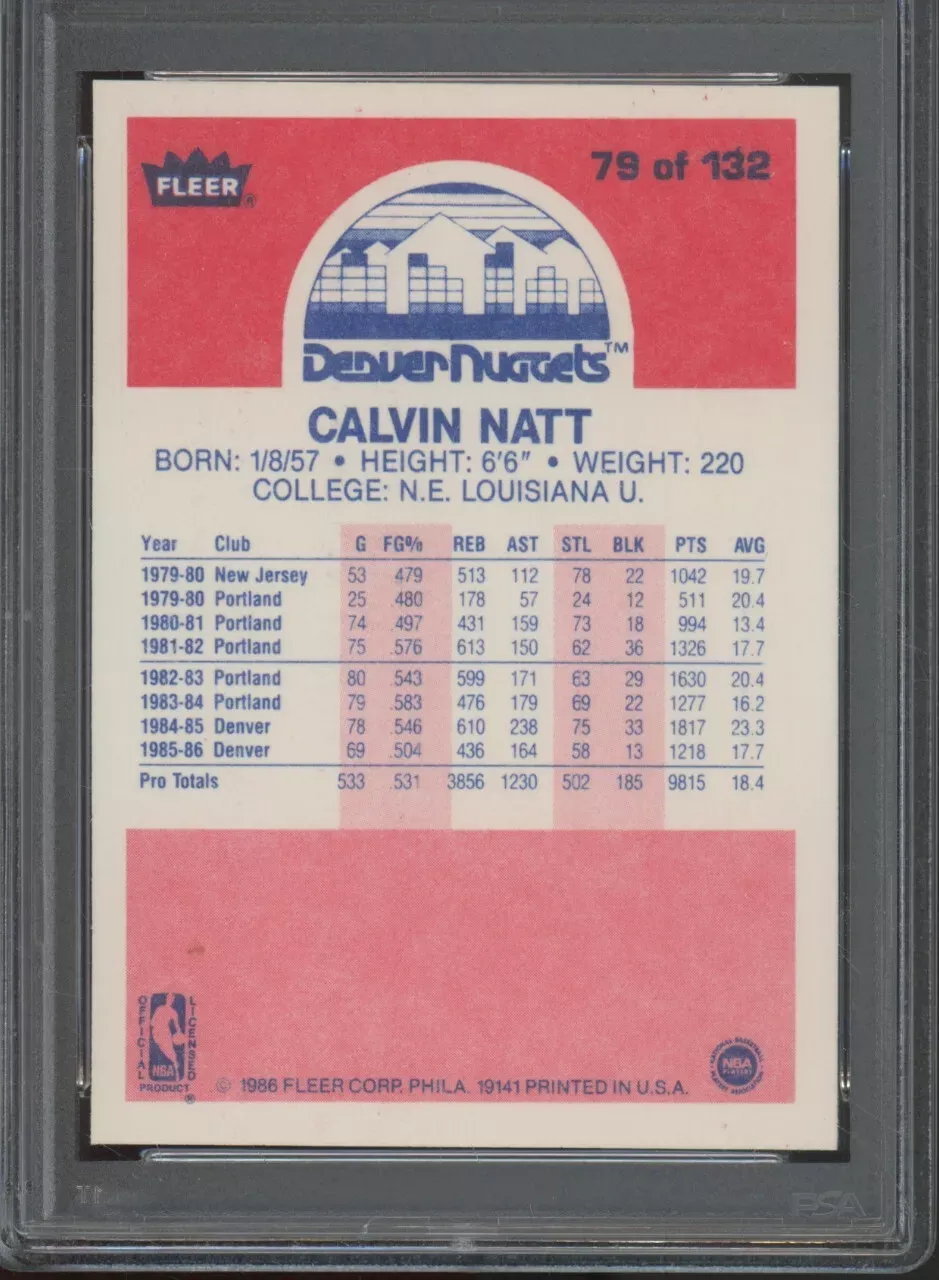 FLEER®
79 of 132
Denver Nuggets™
CALVIN NATT
BORN: 1/8/57 • HEIGHT: 6'6" • WEIGHT: 220
COLLEGE: N.E. LOUISIANA U.
Year Club G FG% REB AST STL BLK PTS AVG
1979-80 New Jersey 53 .479 513 112 78 22 1042 19.7
1979-80 Portland 25 .480 178 57 24 12 511 20.4
1980-81 Portland 74 .497 431 159 73 18 994 13.4
1981-82 Portland 75 .576 613 150 62 36 1326 17.7
1982-83 Portland 80 .543 599 171 63 29 1630 20.4
1983-84 Portland 79 .583 476 179 69 22 1277 16.2
1984-85 Denver 78 .546 610 238 75 33 1817 23.3
1985-86 Denver 69 .504 436 164 58 13 1218 17.7
Pro Totals 533 .531 3856 1230 502 185 9815 18.4
OFFICIAL LICENSED
NBA
PRODUCT®
© 1986 FLEER CORP. PHILA. 19141 PRINTED IN U.S.A.
NATIONAL BASKETBALL
NBA
PLAYERS
ASSOCIATION
PSA